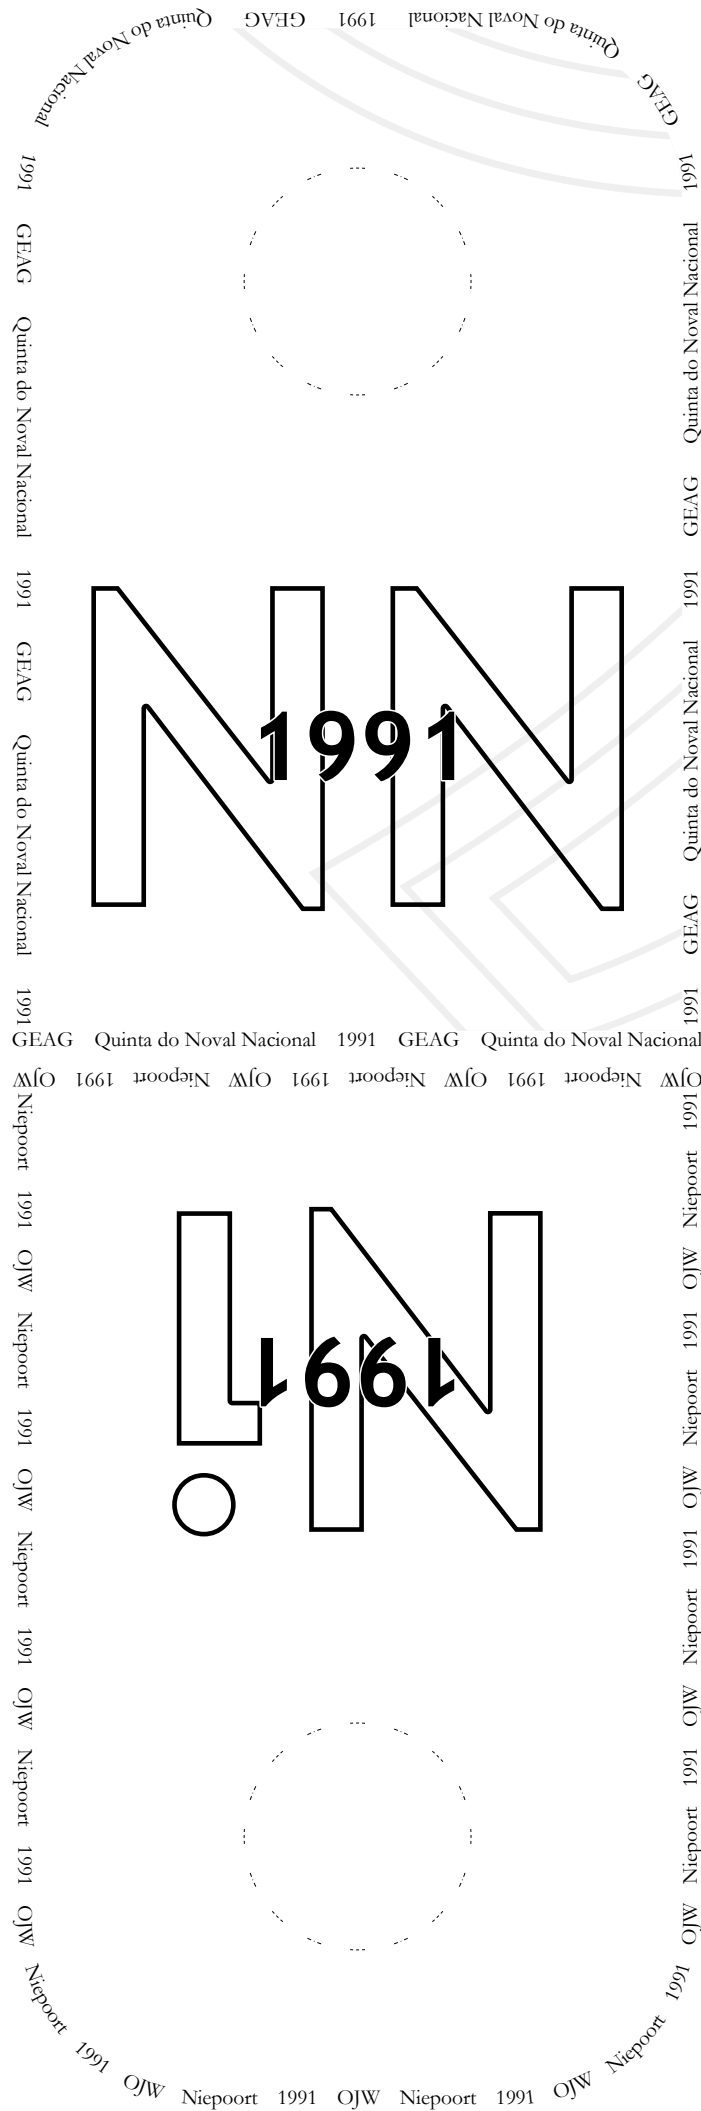 1991 GEAG Quinta do Noval Nacional 1991 GEAG Quinta do Noval Nacional 1991
GEAG Quinta do Noval Nacional 1991 GEAG Quinta do Noval Nacional
1991 GEAG Quinta do Noval Nacional 1991 GEAG Quinta do Noval Nacional 1991
NN
1991
GEAG Quinta do Noval Nacional 1991 GEAG Quinta do Noval Nacional
OJW Niepoort 1991 OJW Niepoort 1991 OJW Niepoort 1991 OJW
Niepoort 1991 OJW Niepoort 1991 OJW Niepoort 1991 OJW Niepoort 1991 OJW
Ni
1991
Niepoort 1991 OJW Niepoort 1991 OJW Niepoort 1991 OJW Niepoort 1991
OJW Niepoort 1991 OJW Niepoort 1991 OJW Niepoort 1991 OJW Niepoort 1991